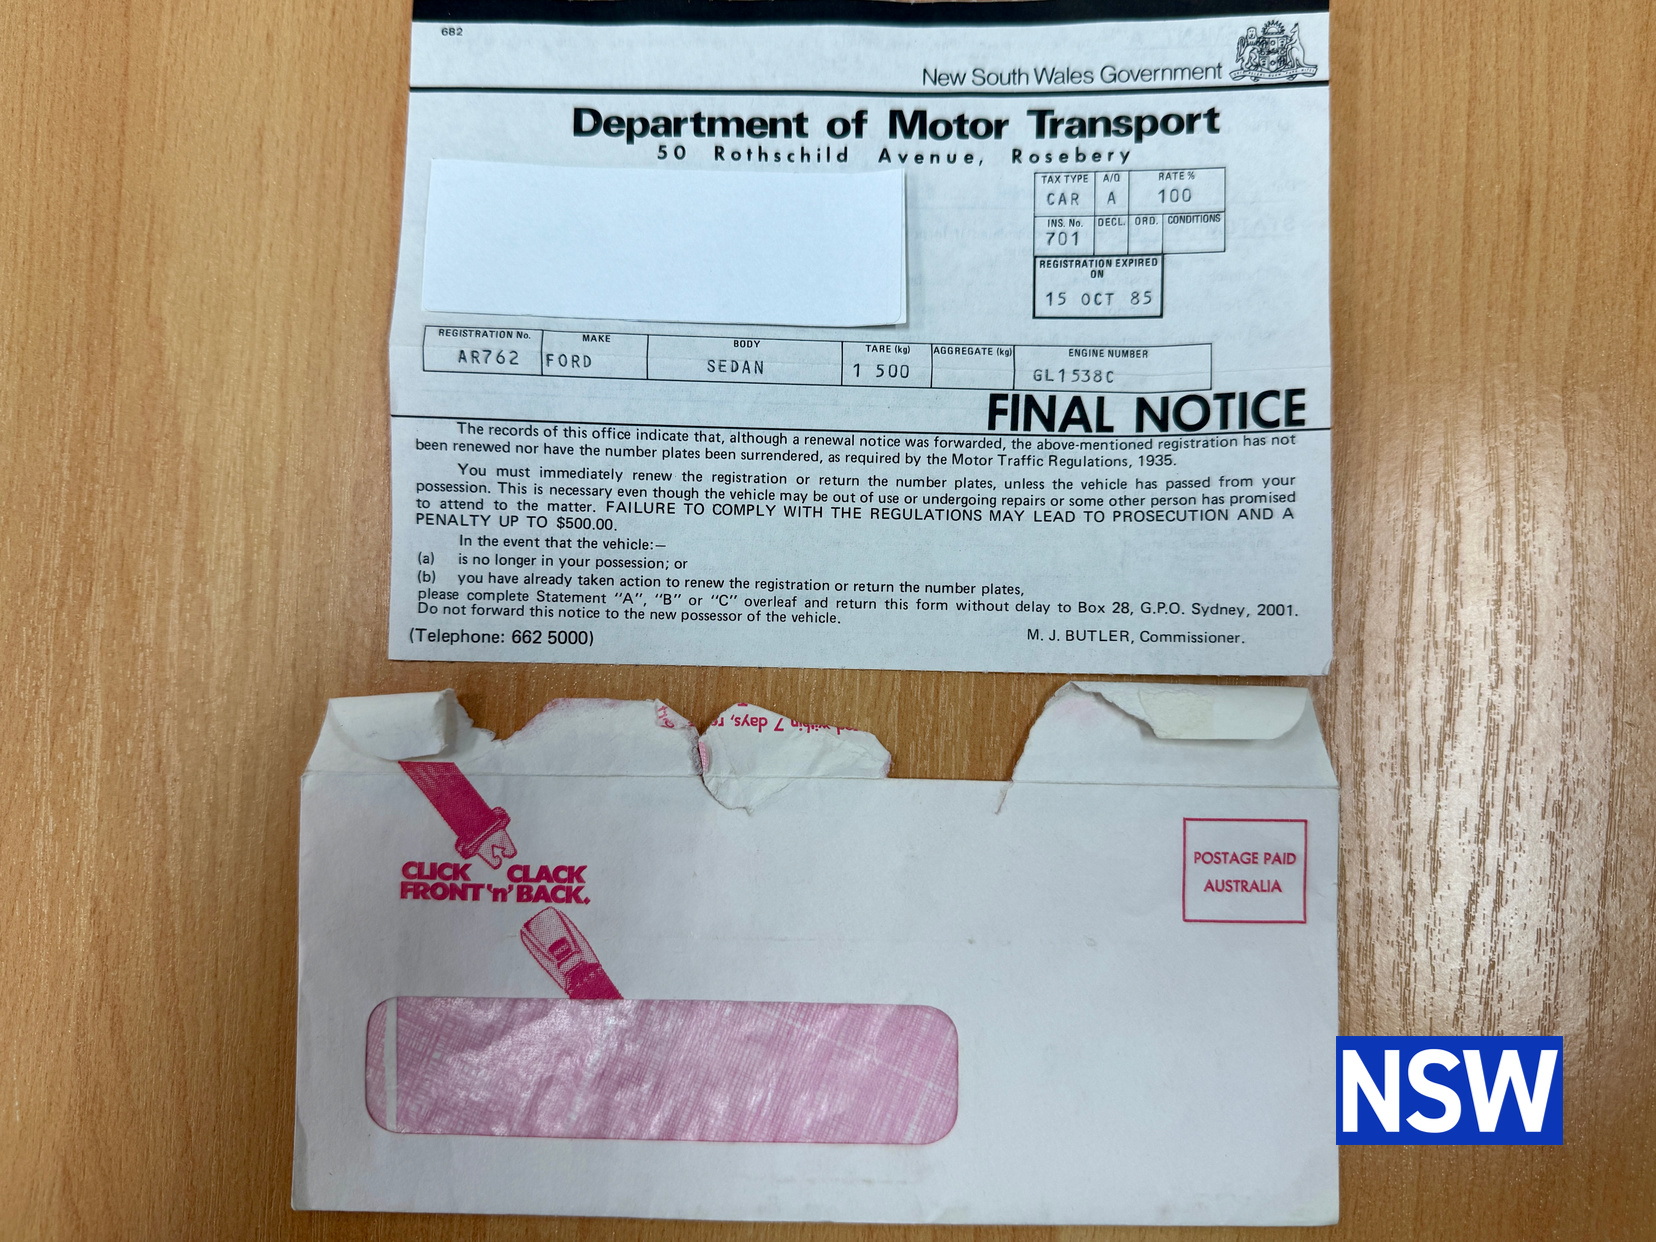 682
New South Wales Government
Department of Motor Transport
50 Rothschild Avenue, Rosebery
TAX TYPE A/Q RATE %
CAR A 100
INS. No. DECL. ORD. CONDITIONS
701
REGISTRATION EXPIRED
ON
15 OCT 85
REGISTRATION No. MAKE BODY TARE (kg) AGGREGATE (kg) ENGINE NUMBER
AR762 FORD SEDAN 1 500 GL1538C
FINAL NOTICE
The records of this office indicate that, although a renewal notice was forwarded, the above-mentioned registration has not
been renewed nor have the number plates been surrendered, as required by the Motor Traffic Regulations, 1935.
You must immediately renew the registration or return the number plates, unless the vehicle has passed from your
possession. This is necessary even though the vehicle may be out of use or undergoing repairs or some other person has promised
to attend to the matter. FAILURE TO COMPLY WITH THE REGULATIONS MAY LEAD TO PROSECUTION AND A
PENALTY UP TO $500.00.
In the event that the vehicle:—
(a) is no longer in your possession; or
(b) you have already taken action to renew the registration or return the number plates,
please complete Statement "A", "B" or "C" overleaf and return this form without delay to Box 28, G.P.O. Sydney, 2001.
Do not forward this notice to the new possessor of the vehicle.
(Telephone: 662 5000) M. J. BUTLER, Commissioner.
within 7 days,
CLICK CLACK
FRONT 'n' BACK.
POSTAGE PAID
AUSTRALIA
NSW